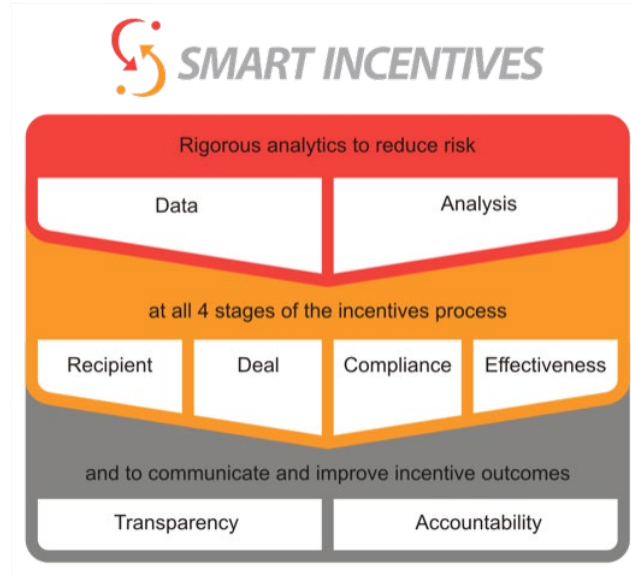 SMART INCENTIVES
Rigorous analytics to reduce risk
Data
Analysis
at all 4 stages of the incentives process
Recipient
Deal
Compliance
Effectiveness
and to communicate and improve incentive outcomes
Transparency
Accountability